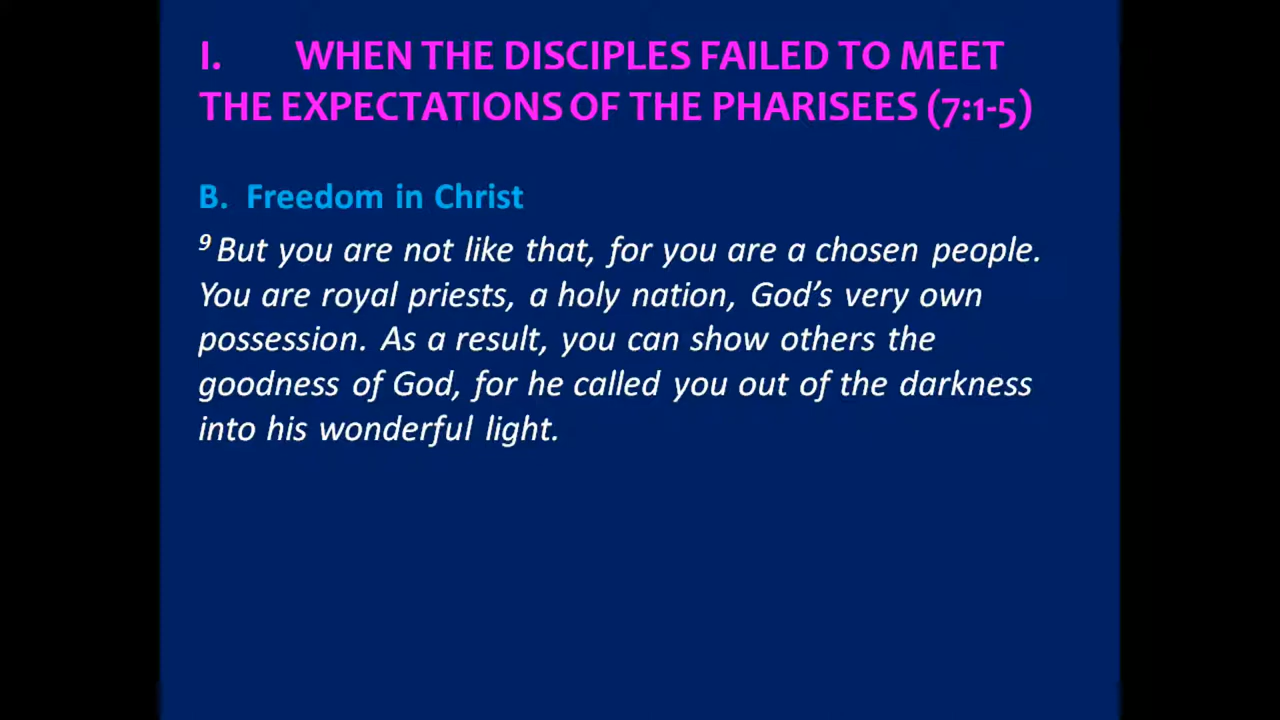 I. WHEN THE DISCIPLES FAILED TO MEET
THE EXPECTATIONS OF THE PHARISEES (7:1-5)
B. Freedom in Christ
9 But you are not like that, for you are a chosen people.
You are royal priests, a holy nation, God’s very own
possession. As a result, you can show others the
goodness of God, for he called you out of the darkness
into his wonderful light.